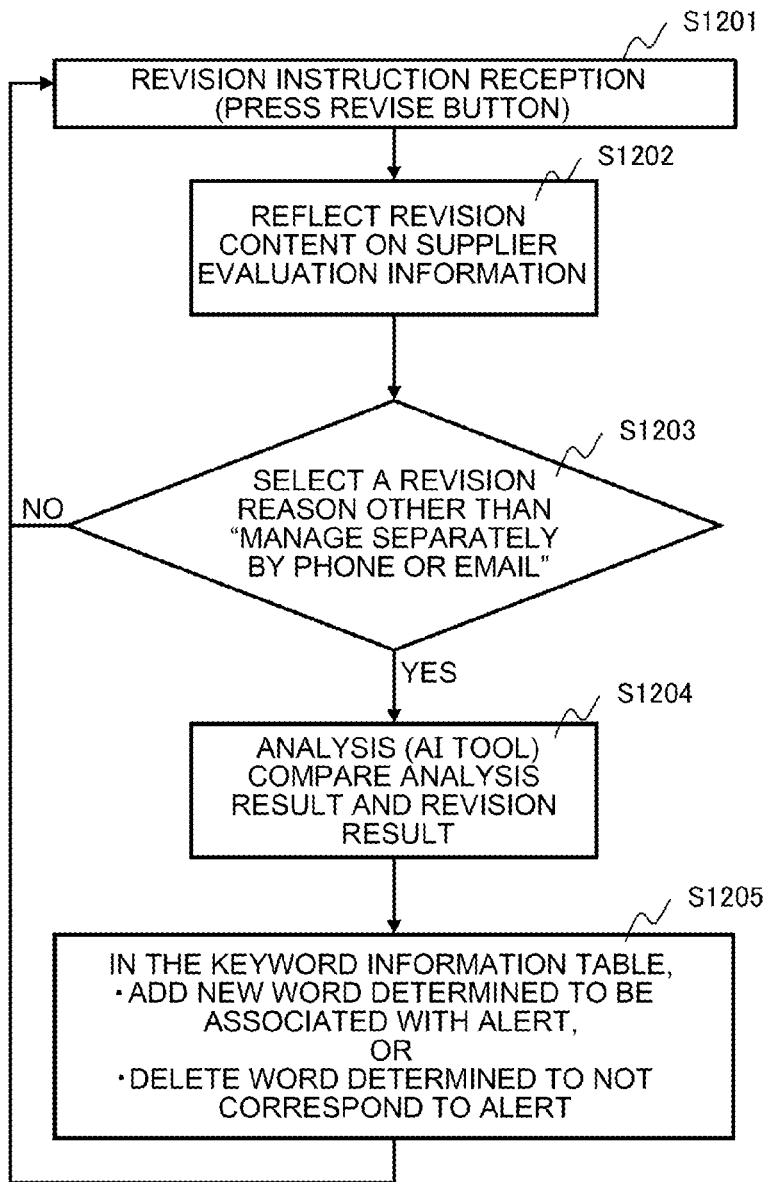 S1201
REVISION INSTRUCTION RECEPTION
(PRESS REVISE BUTTON)
S1202
REFLECT REVISION
CONTENT ON SUPPLIER
EVALUATION INFORMATION
S1203
SELECT A REVISION
REASON OTHER THAN
“MANAGE SEPARATELY
BY PHONE OR EMAIL”
NO
YES
S1204
ANALYSIS (AI TOOL)
COMPARE ANALYSIS
RESULT AND REVISION
RESULT
S1205
IN THE KEYWORD INFORMATION TABLE,
・ADD NEW WORD DETERMINED TO BE
ASSOCIATED WITH ALERT,
OR
・DELETE WORD DETERMINED TO NOT
CORRESPOND TO ALERT